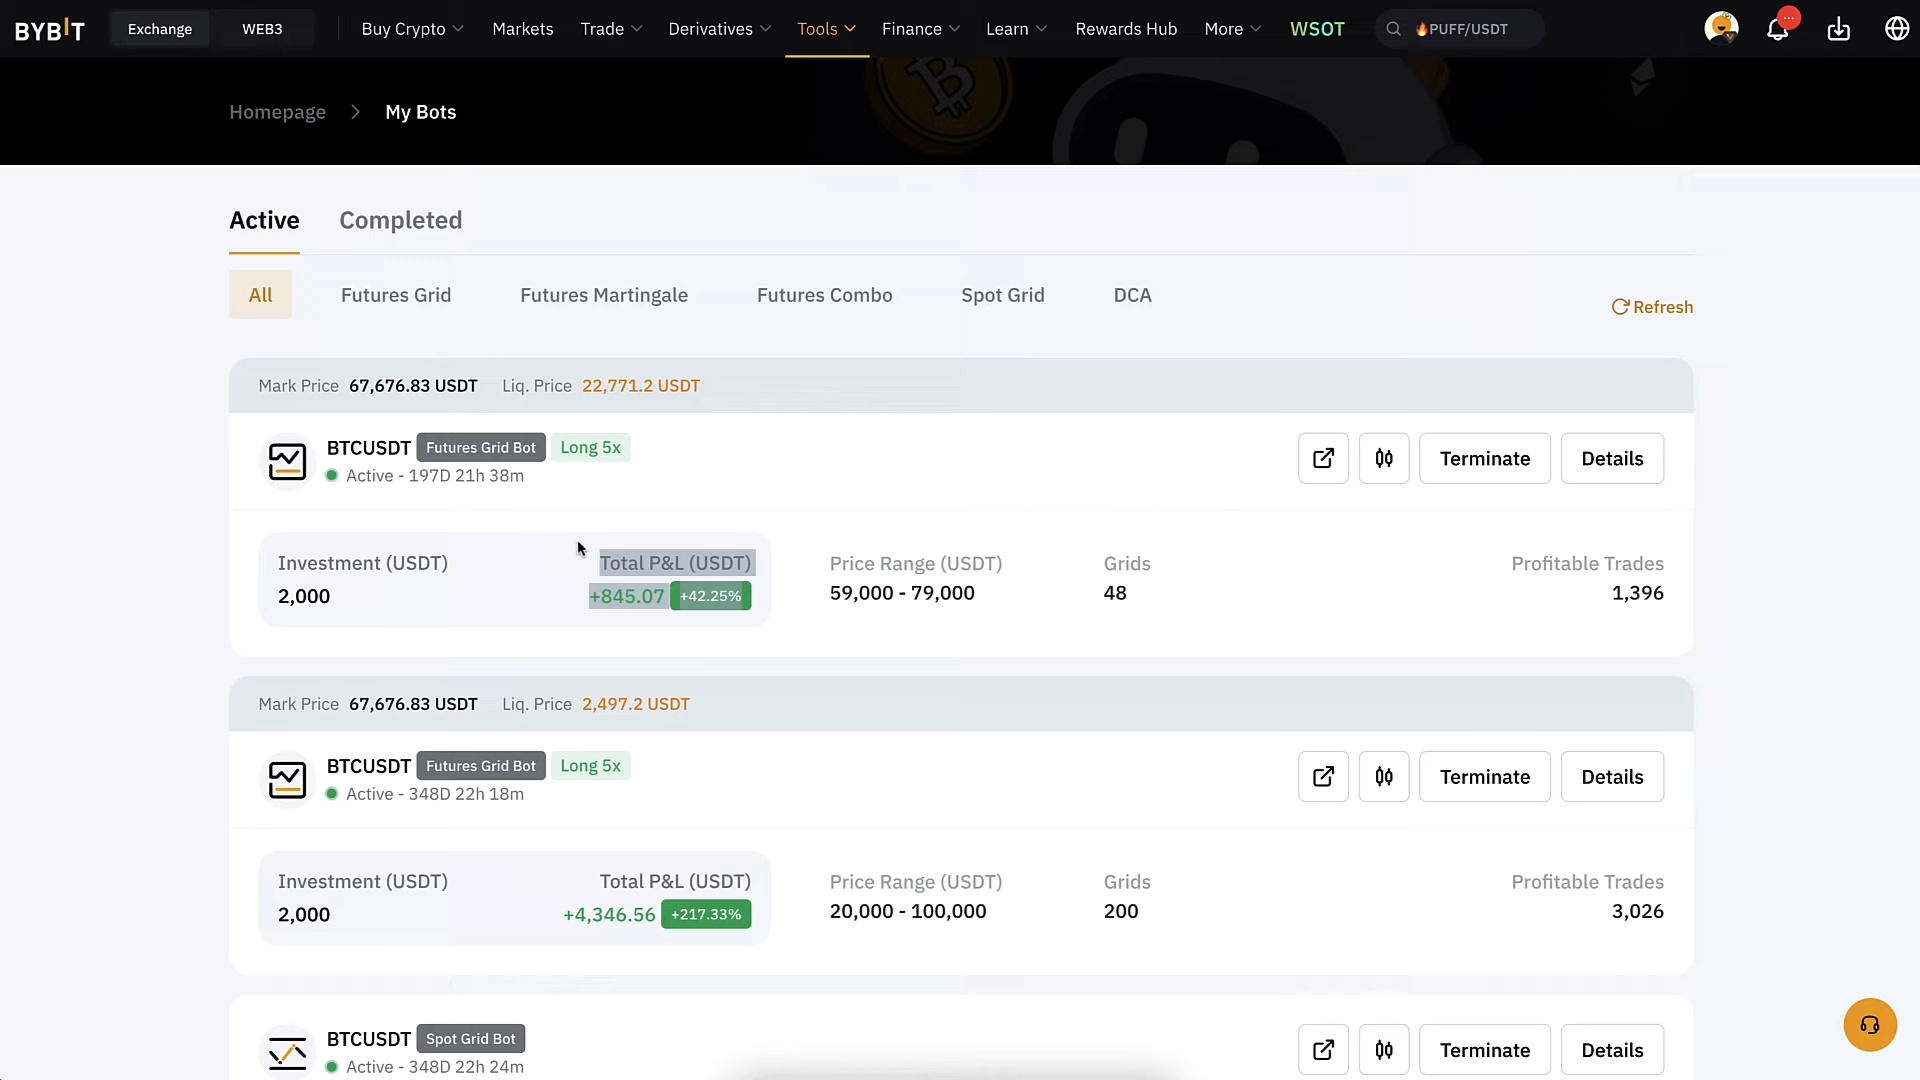 BYBIT Exchange WEB3 Buy Crypto Markets Trade Derivatives Tools Finance Learn Rewards Hub More WSOT 🔥PUFF/USDT
Homepage > My Bots
Active Completed
All Futures Grid Futures Martingale Futures Combo Spot Grid DCA
Refresh
Mark Price 67,676.83 USDT Liq. Price 22,771.2 USDT
BTCUSDT Futures Grid Bot Long 5x
Active - 197D 21h 38m
Terminate Details
Investment (USDT) Total P&L (USDT) Price Range (USDT) Grids Profitable Trades
2,000 +845.07 +42.25% 59,000 - 79,000 48 1,396
Mark Price 67,676.83 USDT Liq. Price 2,497.2 USDT
BTCUSDT Futures Grid Bot Long 5x
Active - 348D 22h 18m
Terminate Details
Investment (USDT) Total P&L (USDT) Price Range (USDT) Grids Profitable Trades
2,000 +4,346.56 +217.33% 20,000 - 100,000 200 3,026
BTCUSDT Spot Grid Bot
Active - 348D 22h 24m
Terminate Details